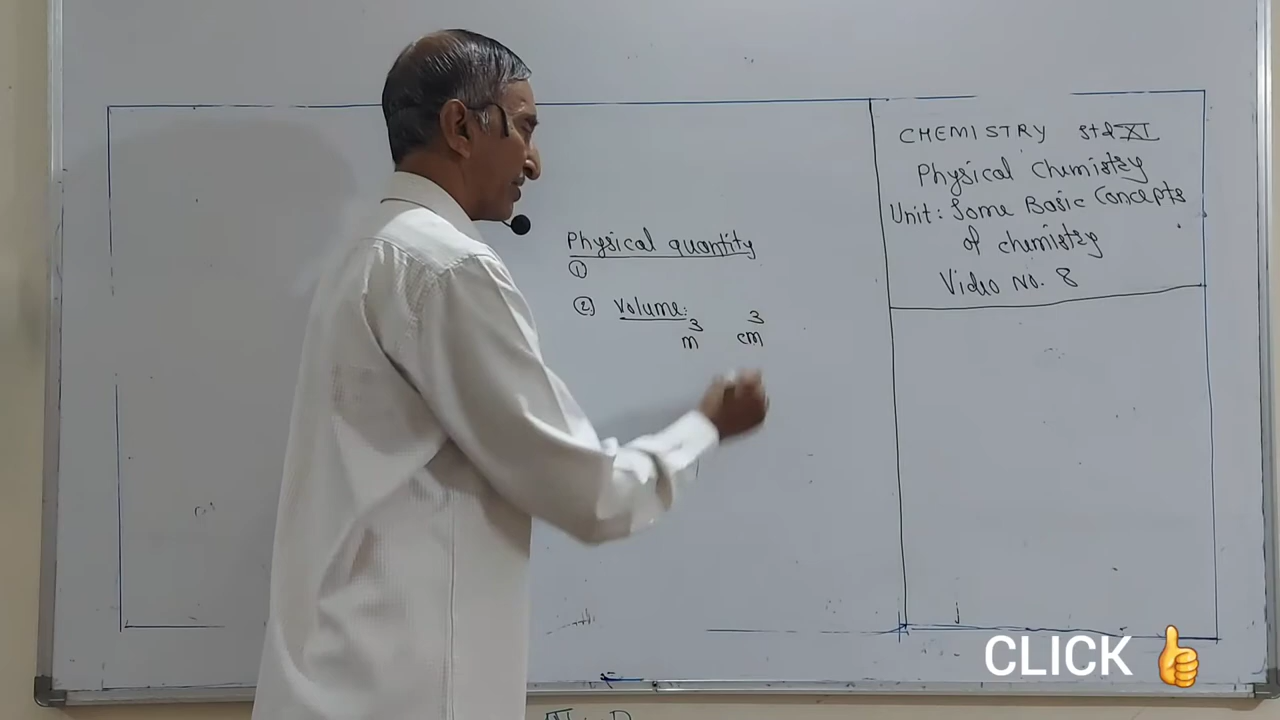 CHEMISTRY std XI
Physical Chemistry
Unit: Some Basic Concepts
of chemistry
Video No. 8
Physical quantity
①
② Volume:
m³ cm³
CLICK 👍